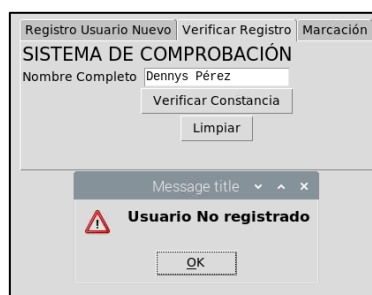 Registro Usuario Nuevo Verificar Registro Marcación
SISTEMA DE COMPROBACIÓN
Nombre Completo Dennys Pérez
Verificar Constancia
Limpiar
Message title
Usuario No registrado
OK